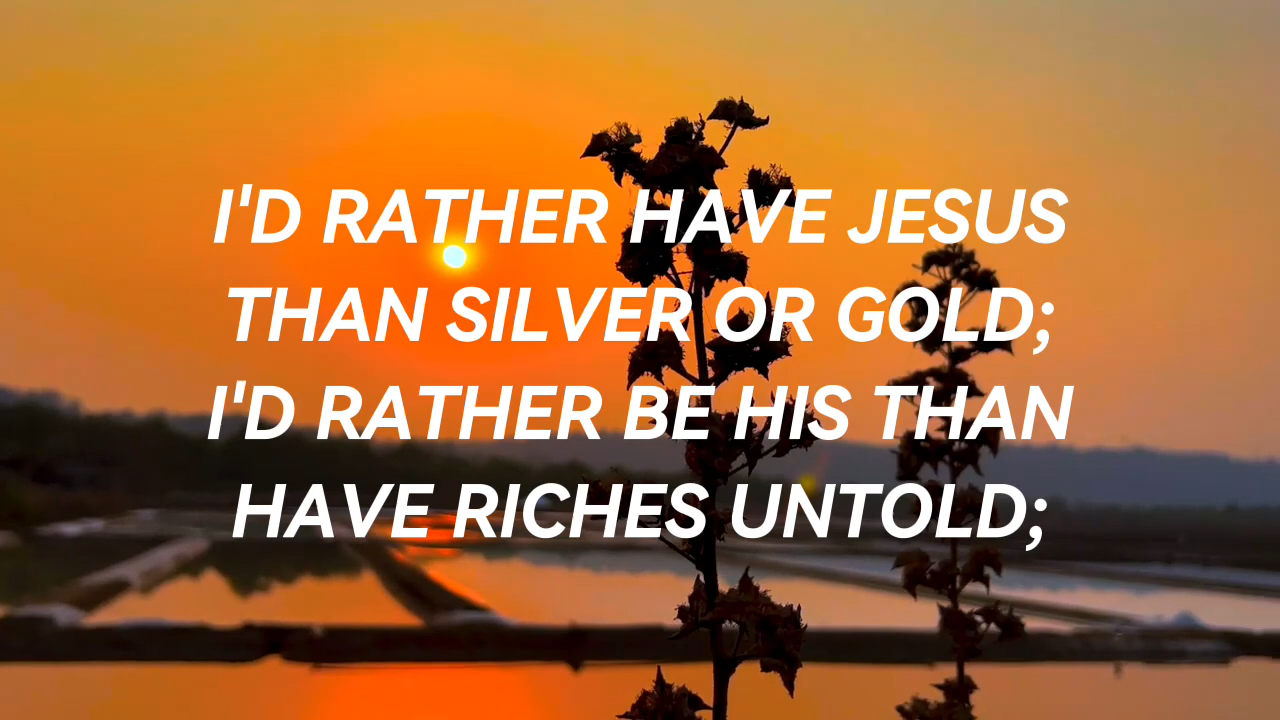 I'D RATHER HAVE JESUS
THAN SILVER OR GOLD;
I'D RATHER BE HIS THAN
HAVE RICHES UNTOLD;